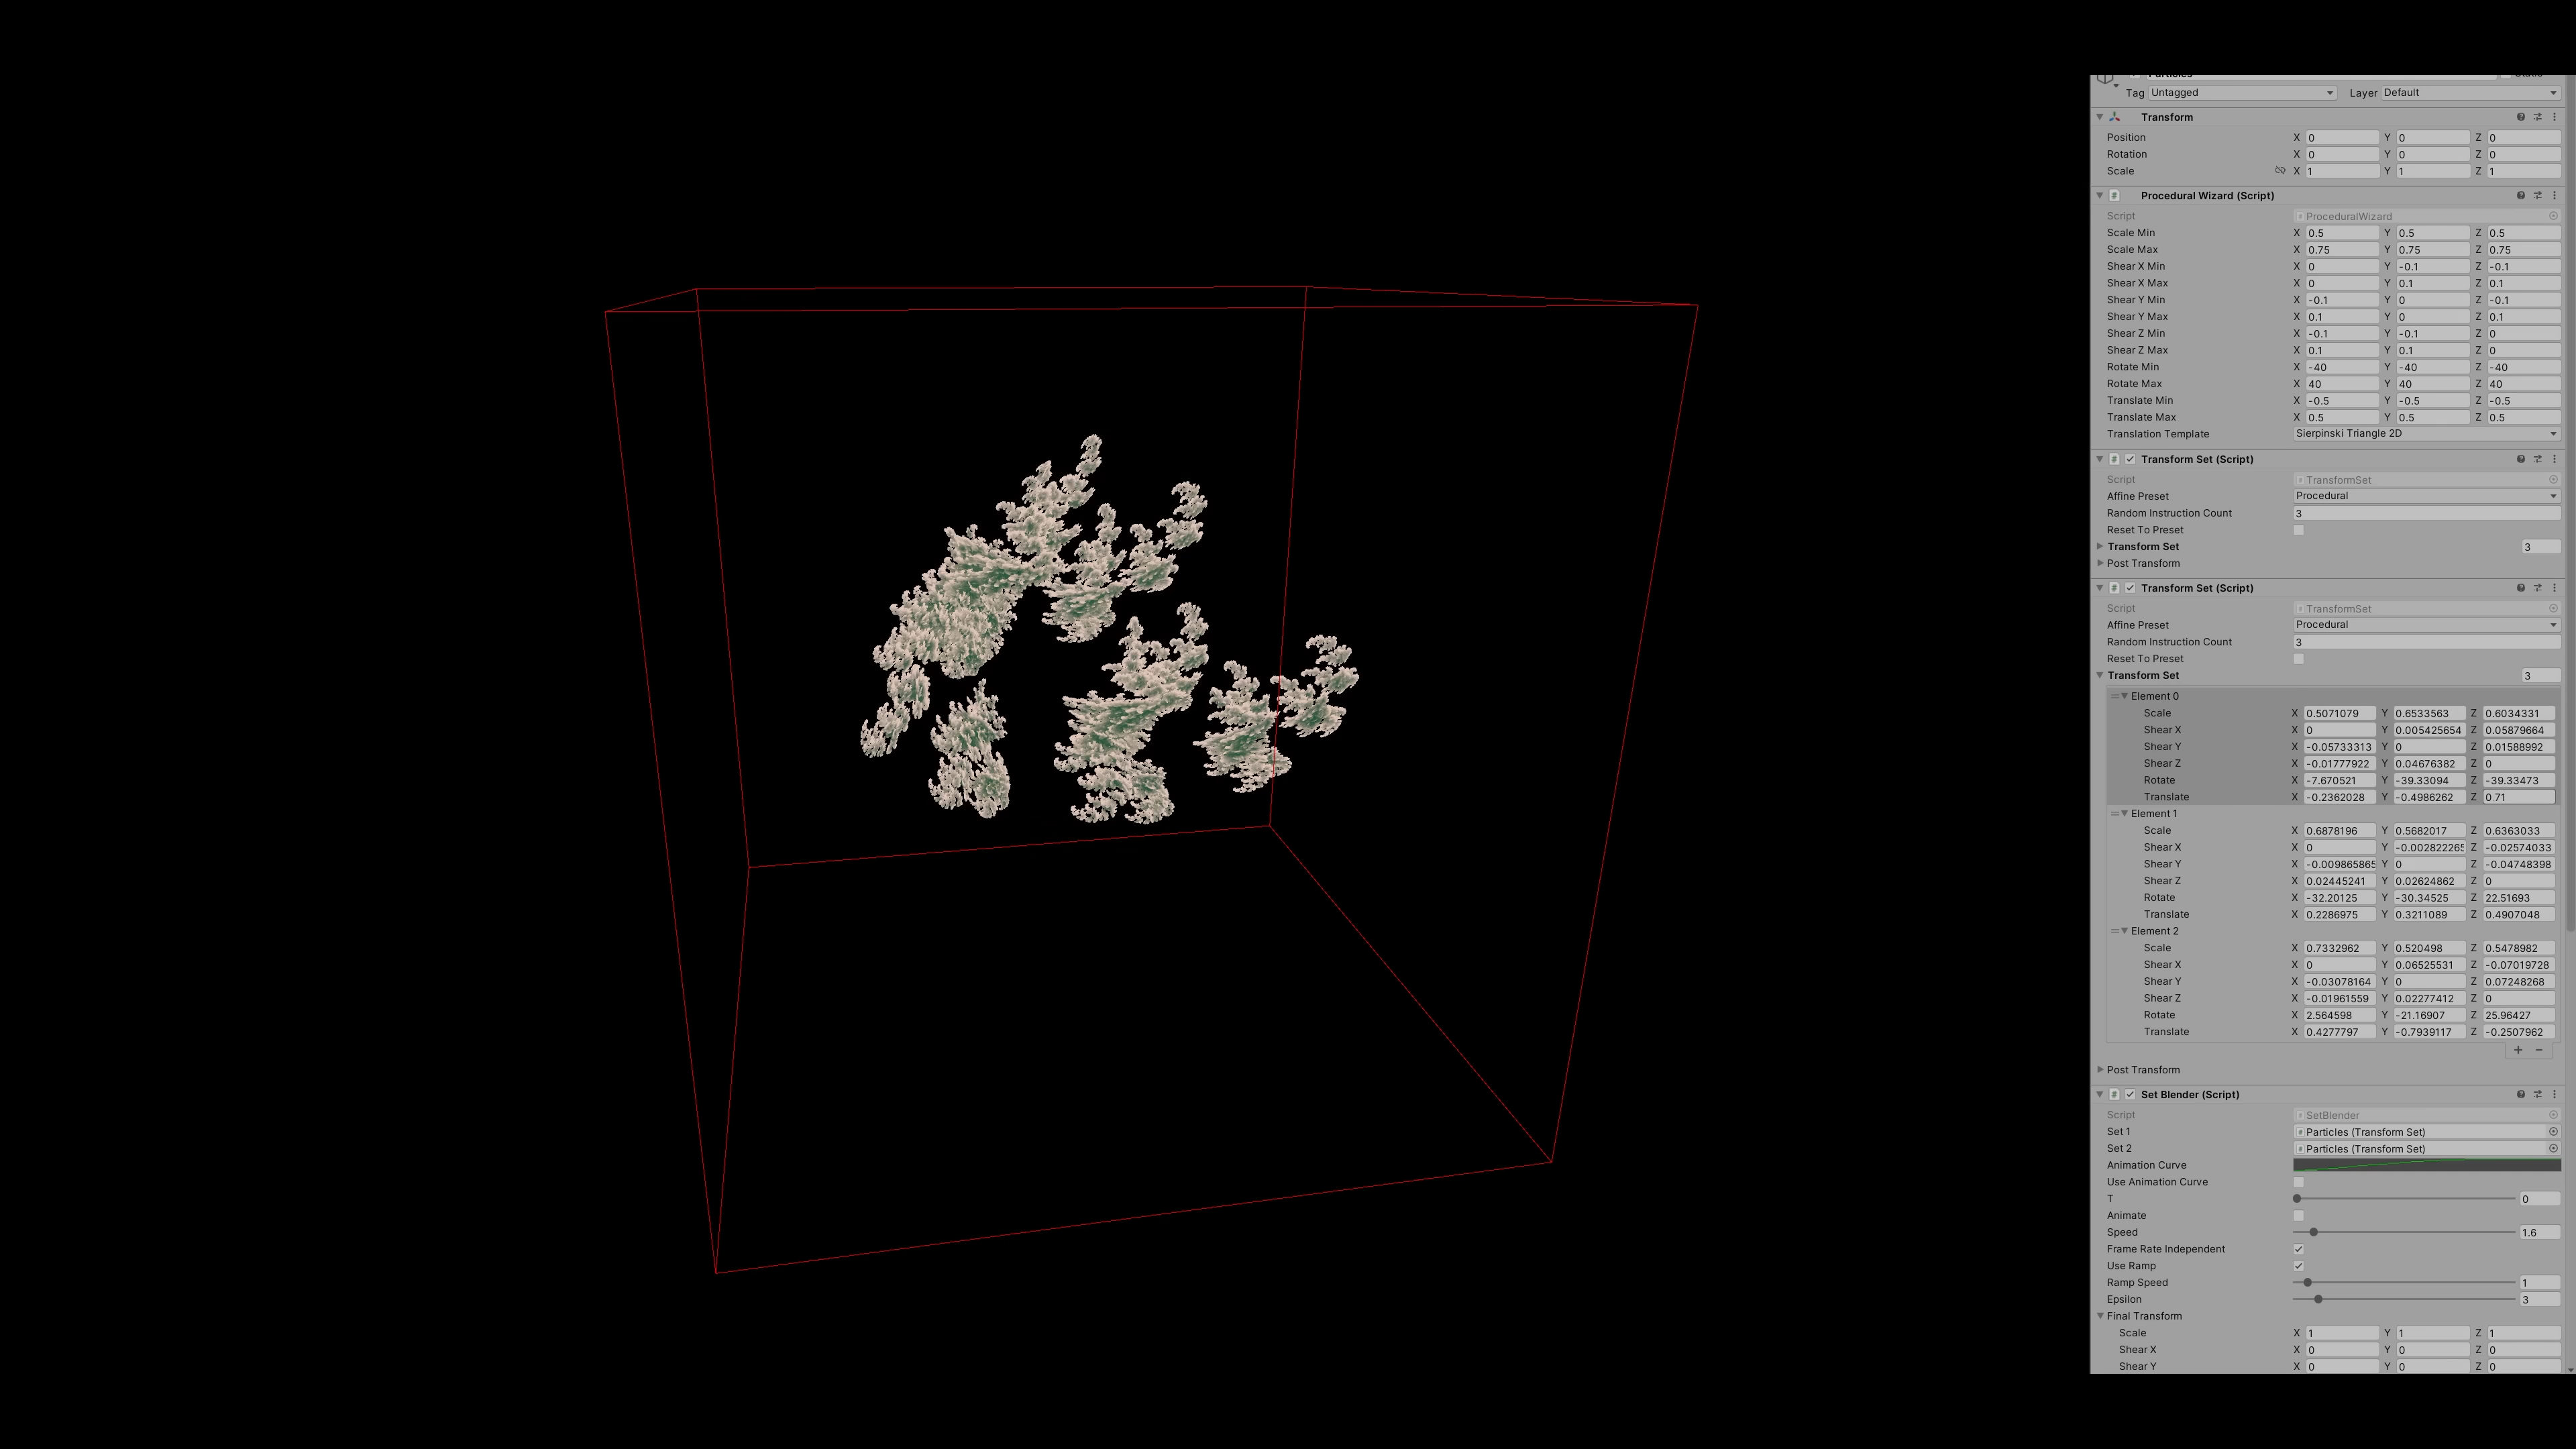 Particles
Tag Untagged Layer Default
Transform
Position X 0 Y 0 Z 0
Rotation X 0 Y 0 Z 0
Scale X 1 Y 1 Z 1
Procedural Wizard (Script)
Script ProceduralWizard
Scale Min X 0.5 Y 0.5 Z 0.5
Scale Max X 0.75 Y 0.75 Z 0.75
Shear X Min X 0 Y -0.1 Z -0.1
Shear X Max X 0 Y 0.1 Z 0.1
Shear Y Min X -0.1 Y 0 Z -0.1
Shear Y Max X 0.1 Y 0 Z 0.1
Shear Z Min X -0.1 Y -0.1 Z 0
Shear Z Max X 0.1 Y 0.1 Z 0
Rotate Min X -40 Y -40 Z -40
Rotate Max X 40 Y 40 Z 40
Translate Min X -0.5 Y -0.5 Z -0.5
Translate Max X 0.5 Y 0.5 Z 0.5
Translation Template Sierpinski Triangle 2D
Transform Set (Script)
Script TransformSet
Affine Preset Procedural
Random Instruction Count 3
Reset To Preset
Transform Set 3
Post Transform
Transform Set (Script)
Script TransformSet
Affine Preset Procedural
Random Instruction Count 3
Reset To Preset
Transform Set 3
Element 0
Scale X 0.5071079 Y 0.6533563 Z 0.6034331
Shear X X 0 Y 0.005425654 Z 0.05879664
Shear Y X -0.05733313 Y 0 Z 0.01588992
Shear Z X -0.01777922 Y 0.04676382 Z 0
Rotate X -7.670521 Y -39.33094 Z -39.33473
Translate X -0.2362028 Y -0.4986262 Z 0.71
Element 1
Scale X 0.6878196 Y 0.5682017 Z 0.6363033
Shear X X 0 Y -0.002822265 Z -0.02574033
Shear Y X -0.009865865 Y 0 Z -0.04748398
Shear Z X 0.02445241 Y 0.02624862 Z 0
Rotate X -32.20125 Y -30.34525 Z 22.51693
Translate X 0.2286975 Y 0.3211089 Z 0.4907048
Element 2
Scale X 0.7332962 Y 0.520498 Z 0.5478982
Shear X X 0 Y 0.06525531 Z -0.07019728
Shear Y X -0.03078164 Y 0 Z 0.07248268
Shear Z X -0.01961559 Y 0.02277412 Z 0
Rotate X 2.564598 Y -21.16907 Z 25.96427
Translate X 0.4277797 Y -0.7939117 Z -0.2507962
+ -
Post Transform
Set Blender (Script)
Script SetBlender
Set 1 Particles (Transform Set)
Set 2 Particles (Transform Set)
Animation Curve
Use Animation Curve
T 0
Animate
Speed 1.6
Frame Rate Independent
Use Ramp
Ramp Speed 1
Epsilon 3
Final Transform
Scale X 1 Y 1 Z 1
Shear X X 0 Y 0 Z 0
Shear Y X 0 Y 0 Z 0